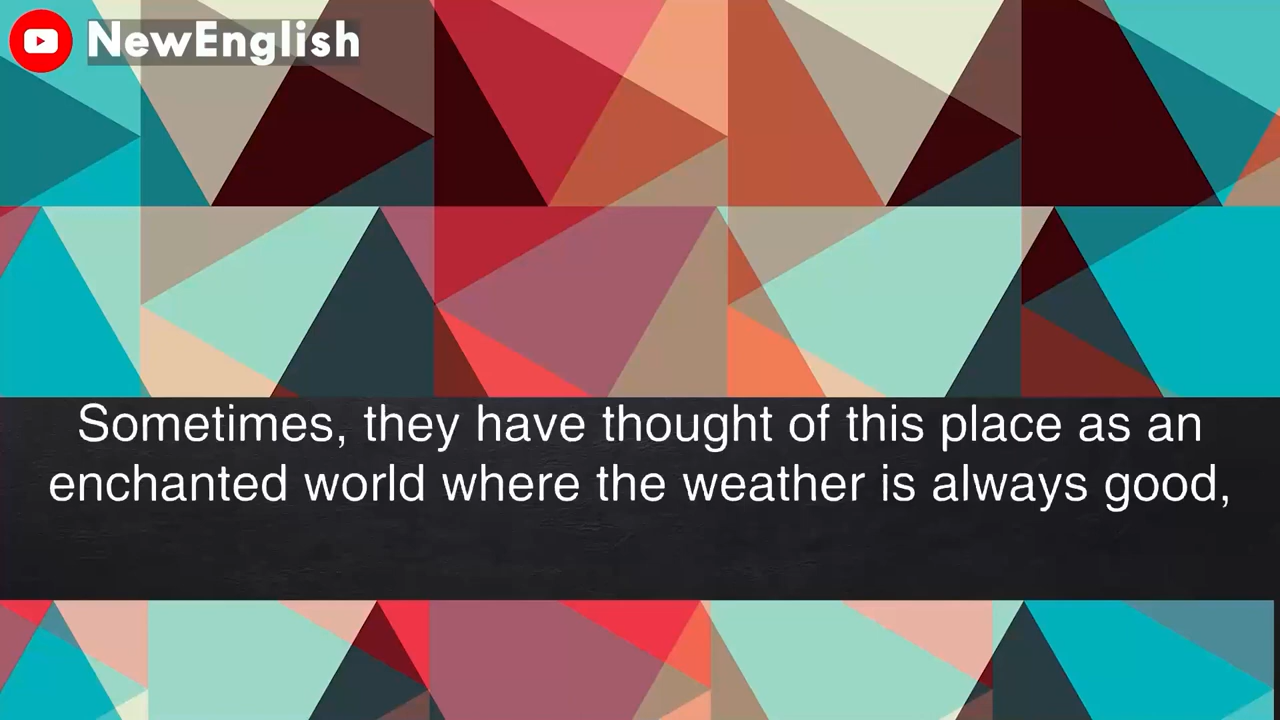 NewEnglish
Sometimes, they have thought of this place as an
enchanted world where the weather is always good,